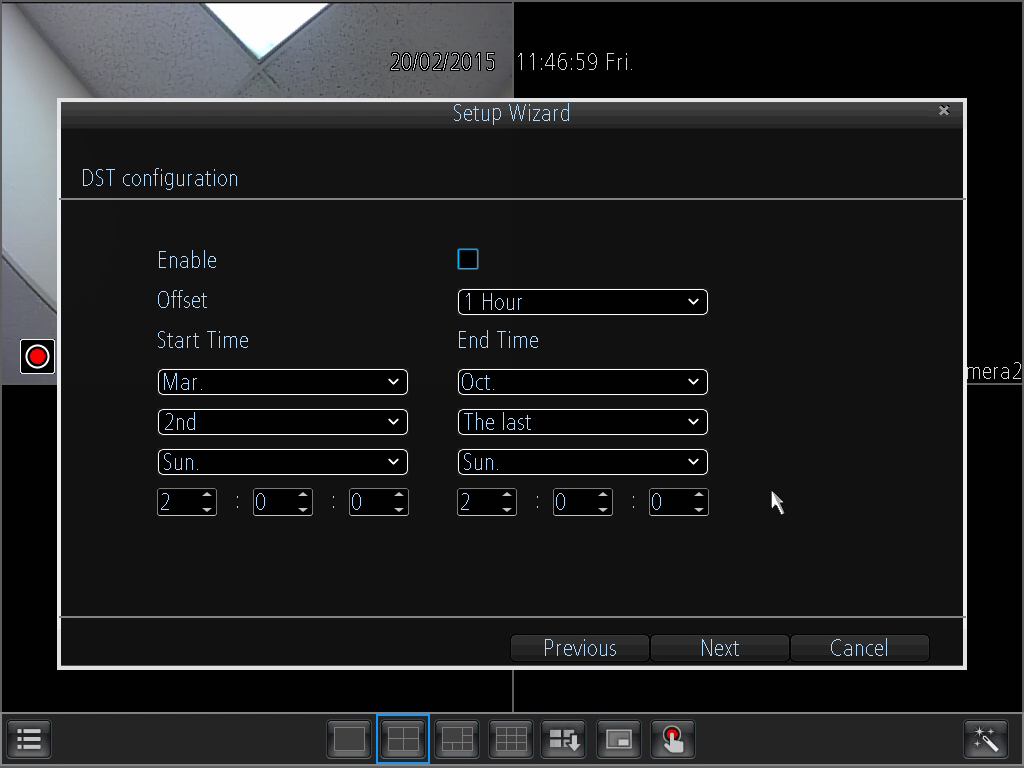 20/02/2015 11:46:59 Fri.
Setup Wizard
DST configuration
Enable
Offset 1 Hour
Start Time End Time
Mar. Oct.
2nd The last
Sun. Sun.
2 : 0 : 0 2 : 0 : 0
mera2
Previous Next Cancel